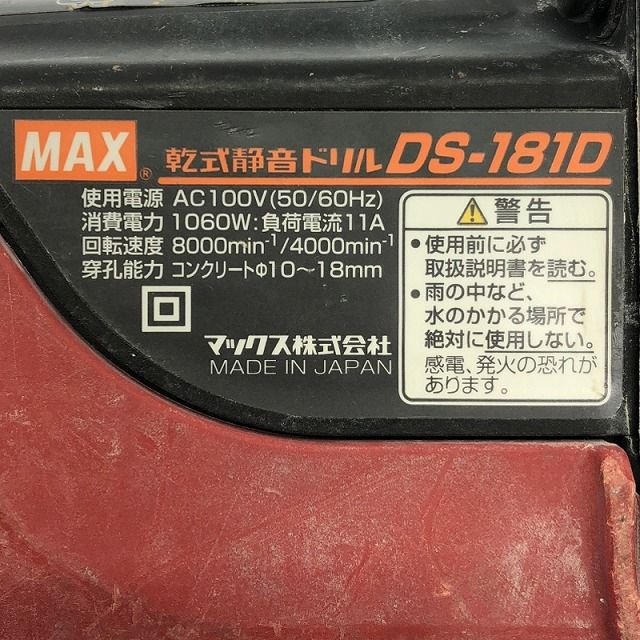 MAX® 乾式静音ドリル DS-181D
使用電源 AC100V(50/60Hz)
消費電力 1060W:負荷電流11A
回転速度 8000min⁻¹/4000min⁻¹
穿孔能力 コンクリートΦ10～18mm
マックス株式会社
MADE IN JAPAN
警告
•使用前に必ず
取扱説明書を読む。
•雨の中など、
水のかかる場所で
絶対に使用しない。
感電、発火の恐れが
あります。